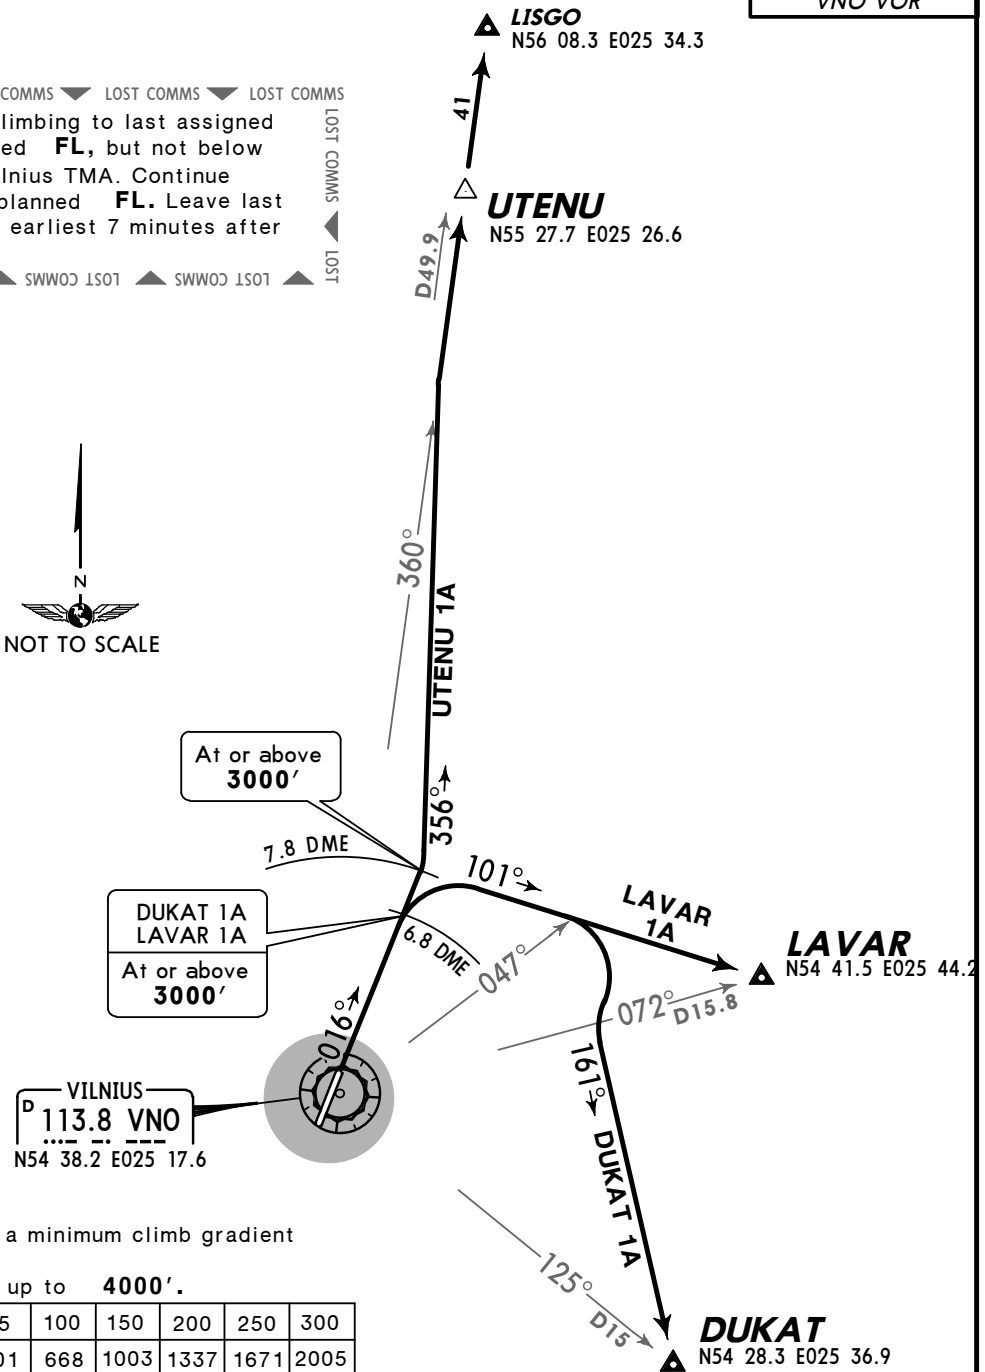 VNO VOR
LISGO
N56 08.3 E025 34.3
COMMS LOST COMMS LOST COMMS
LOST COMMS
LOST
limbing to last assigned
ed FL, but not below
ilnius TMA. Continue
planned FL. Leave last
earliest 7 minutes after
LOST COMMS LOST COMMS
41
UTENU
N55 27.7 E025 26.6
D49.9
360°
UTENU 1A
356°
N
NOT TO SCALE
At or above
3000'
7.8 DME
DUKAT 1A
LAVAR 1A
At or above
3000'
6.8 DME
101°
LAVAR
1A
LAVAR
N54 41.5 E025 44.2
047°
072°
D15.8
016°
161°
DUKAT 1A
VILNIUS
D 113.8 VNO
N54 38.2 E025 17.6
125°
D15
DUKAT
N54 28.3 E025 36.9
a minimum climb gradient
up to 4000'.
5 100 150 200 250 300
01 668 1003 1337 1671 2005